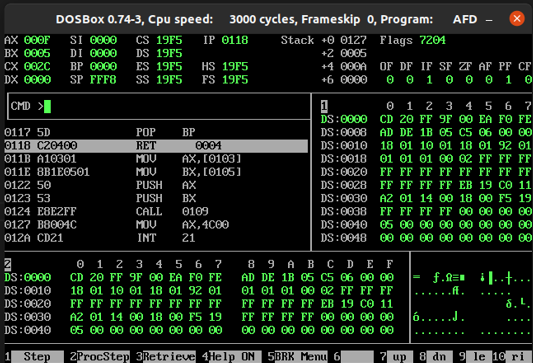 DOSBox 0.74-3, Cpu speed: 3000 cycles, Frameskip 0, Program: AFD
AX 000F SI 0000 CS 19F5 IP 0118 Stack +0 0127 Flags 7204
BX 0005 DI 0000 DS 19F5 +2 0005
CX 002C BP 0000 ES 19F5 HS 19F5 +4 000A OF DF IF SF ZF AF PF CF
DX 0000 SP FFF8 SS 19F5 FS 19F5 +6 0000 0 0 1 0 0 0 1 0
CMD >
1 0 1 2 3 4 5 6 7
DS:0000 CD 20 FF 9F 00 EA F0 FE
0117 5D POP BP DS:0008 AD DE 1B 05 C5 06 00 00
0118 C20400 RET 0004 DS:0010 18 01 10 01 18 01 92 01
011B A10301 MOV AX,[0103] DS:0018 01 01 01 00 02 FF FF FF
011E 8B1E0501 MOV BX,[0105] DS:0020 FF FF FF FF FF FF FF FF
0122 50 PUSH AX DS:0028 FF FF FF FF EB 19 C0 11
0123 53 PUSH BX DS:0030 A2 01 14 00 18 00 F5 19
0124 E8E2FF CALL 0109 DS:0038 FF FF FF FF 00 00 00 00
0127 B8004C MOV AX,4C00 DS:0040 05 00 00 00 00 00 00 00
012A CD21 INT 21 DS:0048 00 00 00 00 00 00 00 00
2 0 1 2 3 4 5 6 7 8 9 A B C D E F
DS:0000 CD 20 FF 9F 00 EA F0 FE AD DE 1B 05 C5 06 00 00
DS:0010 18 01 10 01 18 01 92 01 01 01 01 00 02 FF FF FF
DS:0020 FF FF FF FF FF FF FF FF FF FF FF FF EB 19 C0 11
DS:0030 A2 01 14 00 18 00 F5 19 FF FF FF FF 00 00 00 00
DS:0040 05 00 00 00 00 00 00 00 00 00 00 00 00 00 00 00
1 Step 2ProcStep 3Retrieve 4Help ON 5BRK Menu 6 7 up 8 dn 9 le 10 ri